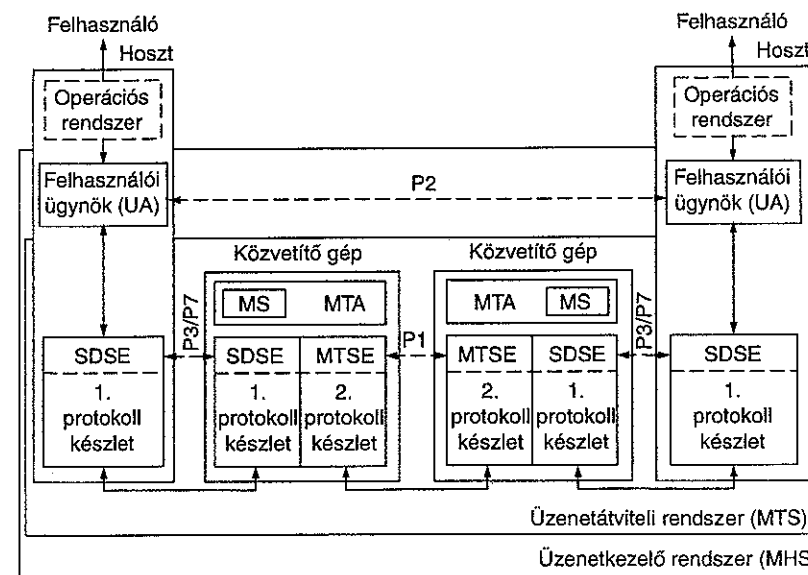 Felhasználó
Hoszt
Operációs
rendszer
Felhasználói
ügynök (UA)
P2
Felhasználó
Hoszt
Operációs
rendszer
Felhasználói
ügynök (UA)
Közvetítő gép
MS
MTA
Közvetítő gép
MTA
MS
SDSE
1.
protokoll
készlet
P3/P7
SDSE
1.
protokoll
készlet
MTSE
2.
protokoll
készlet
P1
MTSE
2.
protokoll
készlet
SDSE
1.
protokoll
készlet
P3/P7
SDSE
1.
protokoll
készlet
Üzenetátviteli rendszer (MTS)
Üzenetkezelő rendszer (MHS